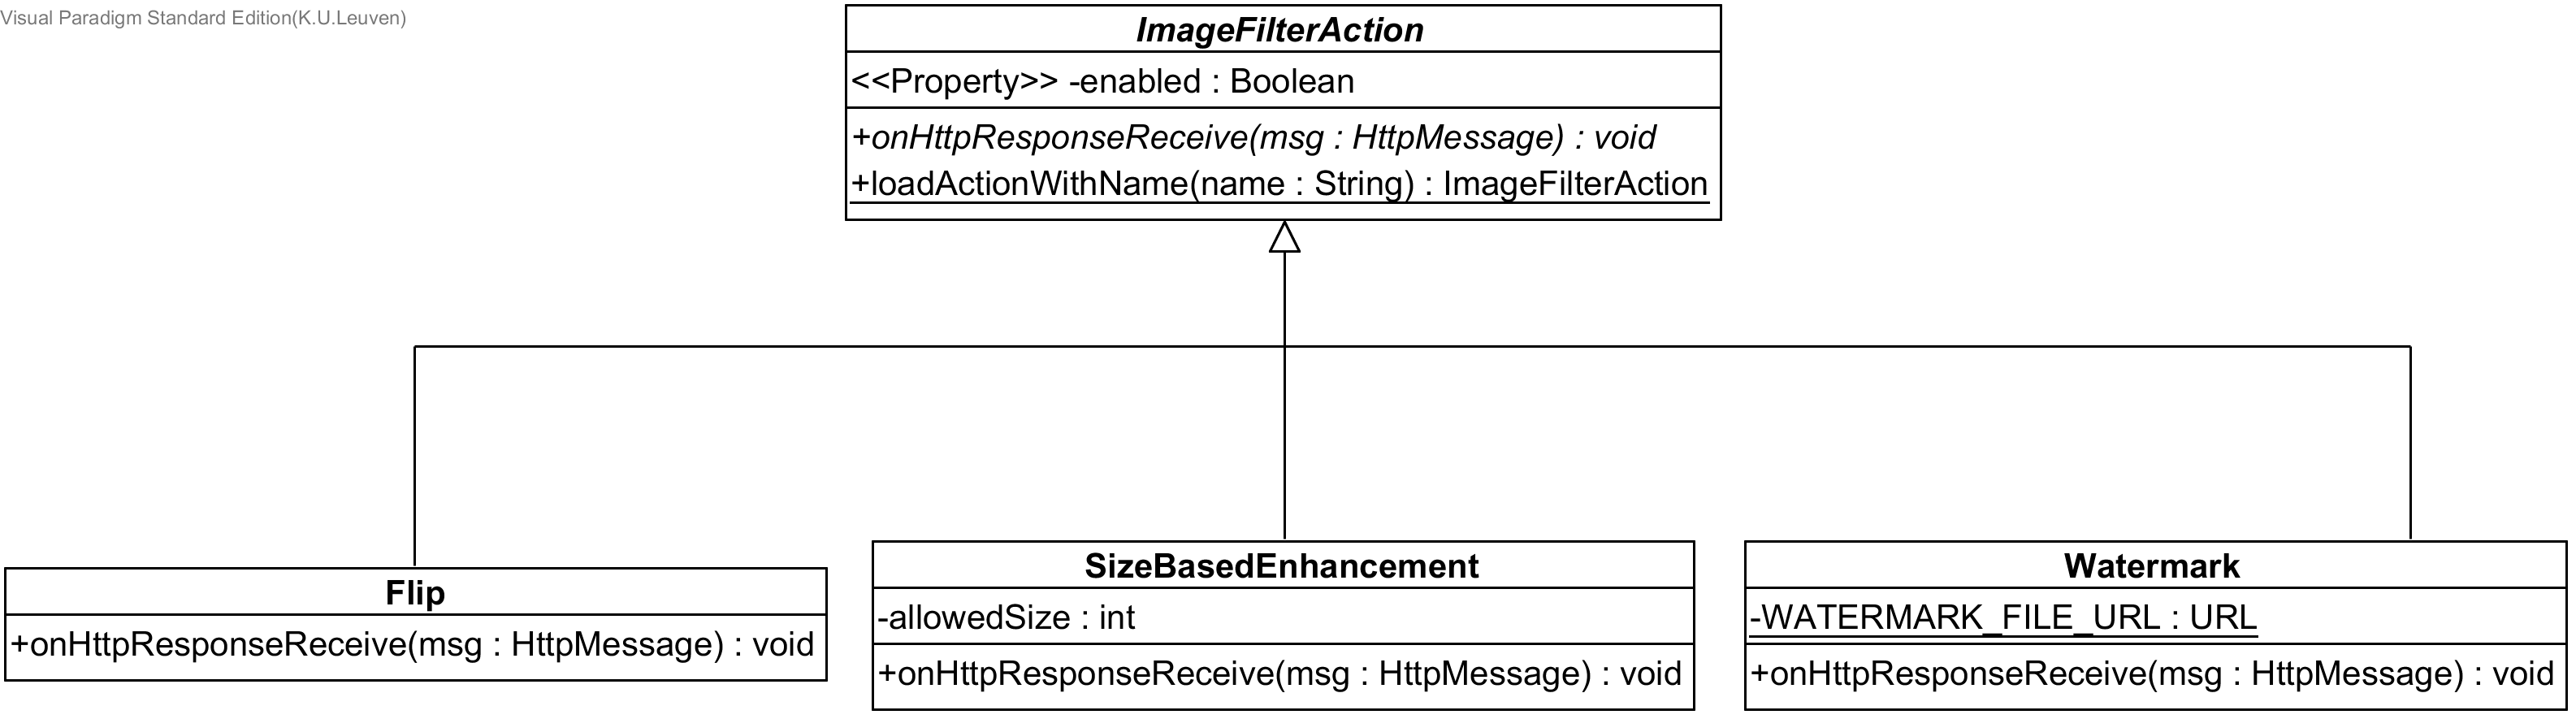 Visual Paradigm Standard Edition(K.U.Leuven)
ImageFilterAction
<<Property>> -enabled : Boolean
+onHttpResponseReceive(msg : HttpMessage) : void
+loadActionWithName(name : String) : ImageFilterAction
Flip
+onHttpResponseReceive(msg : HttpMessage) : void
SizeBasedEnhancement
-allowedSize : int
+onHttpResponseReceive(msg : HttpMessage) : void
Watermark
-WATERMARK_FILE_URL : URL
+onHttpResponseReceive(msg : HttpMessage) : void